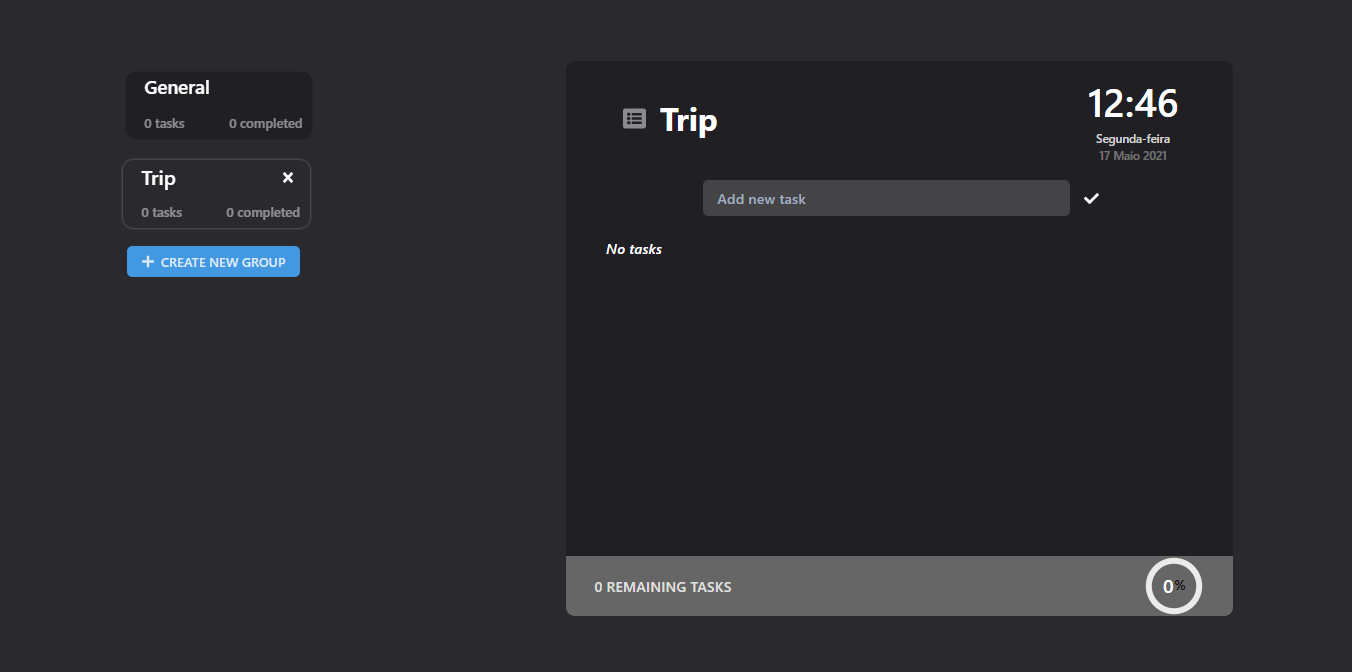 General
0 tasks 0 completed
Trip
0 tasks 0 completed
CREATE NEW GROUP
Trip
12:46
Segunda-feira
17 Maio 2021
Add new task
No tasks
0 REMAINING TASKS
0%